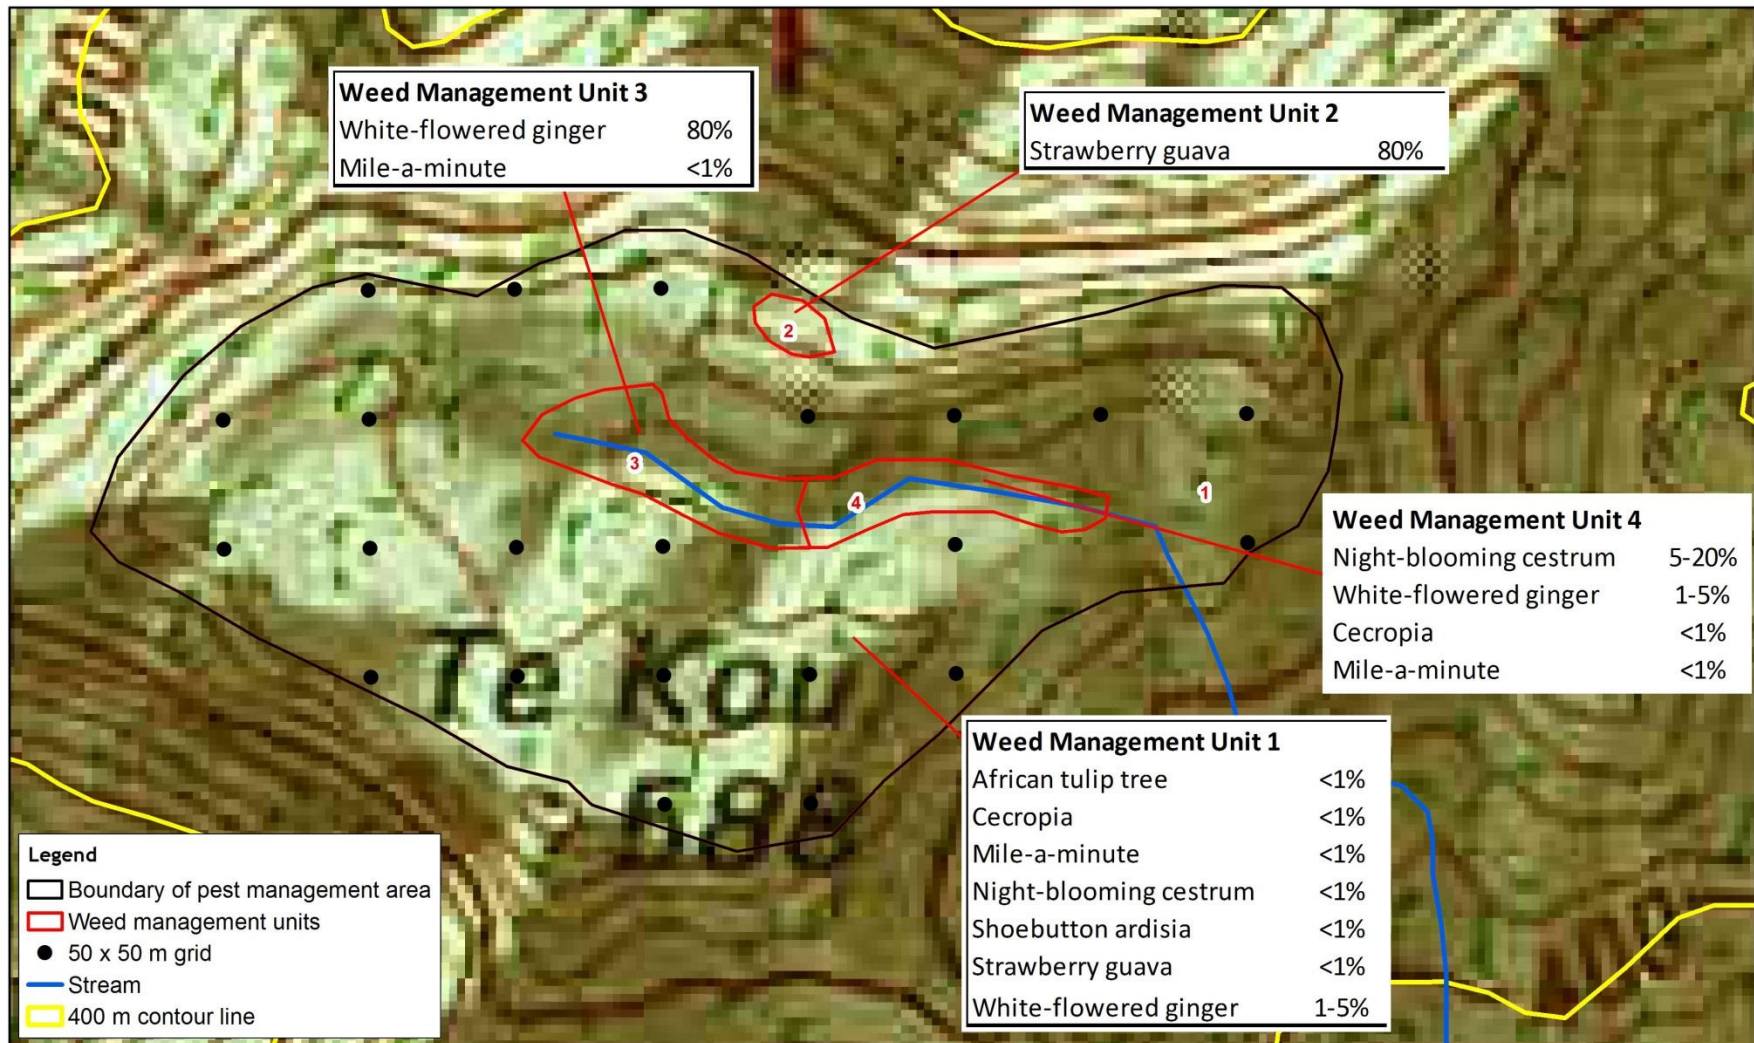 Weed Management Unit 3
White-flowered ginger 80%
Mile-a-minute <1%
Weed Management Unit 2
Strawberry guava 80%
2
3
4
1
Weed Management Unit 4
Night-blooming cestrum 5-20%
White-flowered ginger 1-5%
Cecropia <1%
Mile-a-minute <1%
Te Kou
Weed Management Unit 1
African tulip tree <1%
Cecropia <1%
Mile-a-minute <1%
Night-blooming cestrum <1%
Shoebutton ardisia <1%
Strawberry guava <1%
White-flowered ginger 1-5%
Legend
Boundary of pest management area
Weed management units
50 x 50 m grid
Stream
400 m contour line